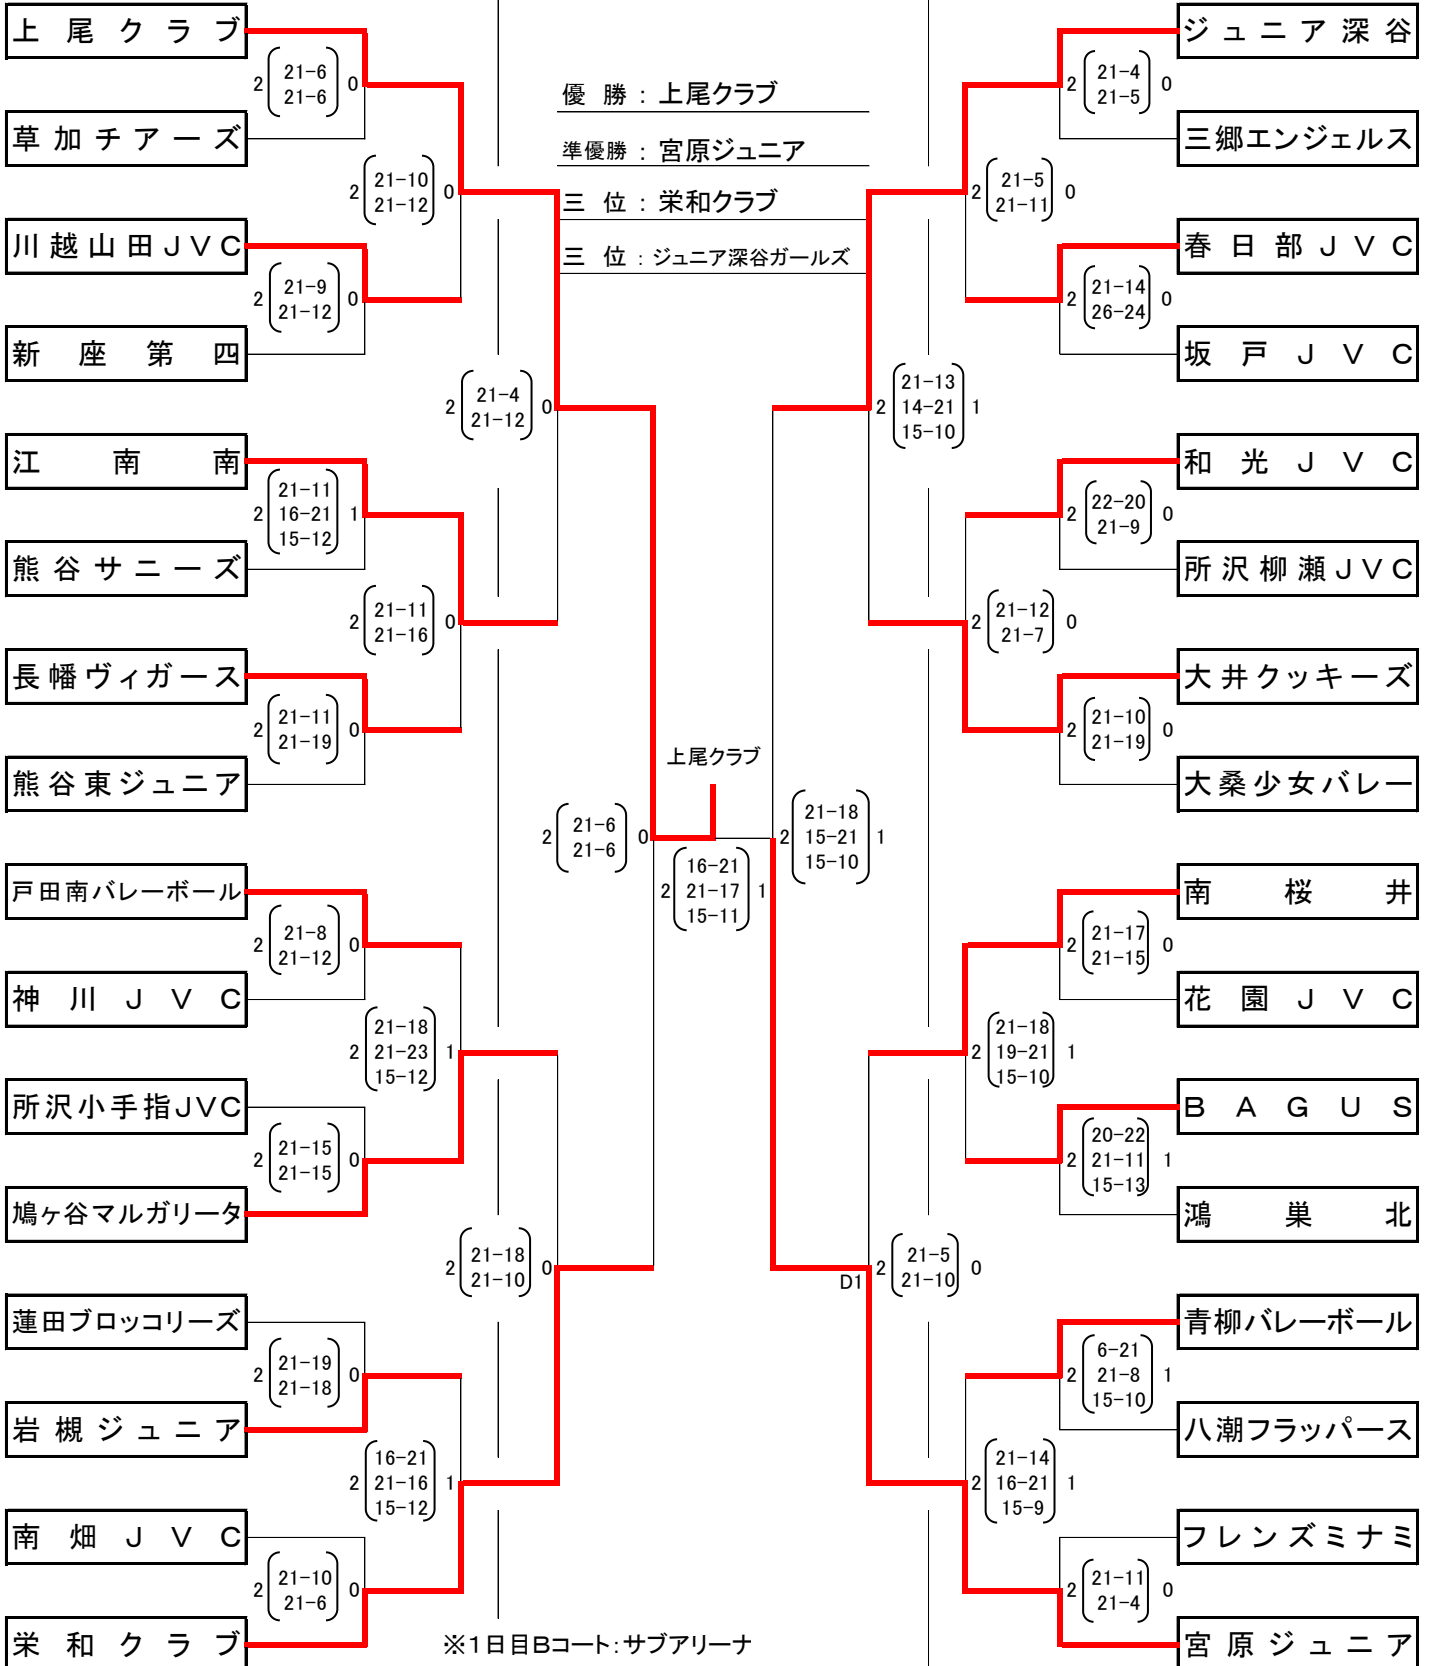 上尾クラブ
2 21-6 0
21-6
草加チアーズ
2 21-10 0
21-12
川越山田JVC
2 21-9 0
21-12
新座第四
2 21-4 0
21-12
江南南
21-11
2 16-21 1
15-12
熊谷サニーズ
2 21-11 0
21-16
長幡ヴィガース
2 21-11 0
21-19
熊谷東ジュニア
2 21-6 0
21-6
戸田南バレーボール
2 21-8 0
21-12
神川JVC
21-18
2 21-23 1
15-12
所沢小手指JVC
2 21-15 0
21-15
鳩ヶ谷マルガリータ
2 21-18 0
21-10
蓮田ブロッコリーズ
2 21-19 0
21-18
岩槻ジュニア
16-21
2 21-16 1
15-12
南畑JVC
2 21-10 0
21-6
栄和クラブ
優勝：上尾クラブ
準優勝：宮原ジュニア
三位：栄和クラブ
三位：ジュニア深谷ガールズ
上尾クラブ
16-21
2 21-17 1
15-11
※1日目Bコート：サブアリーナ
ジュニア深谷
2 21-4 0
21-5
三郷エンジェルス
2 21-5 0
21-11
春日部JVC
2 21-14 0
26-24
坂戸JVC
21-13
2 14-21 1
15-10
和光JVC
2 22-20 0
21-9
所沢柳瀬JVC
2 21-12 0
21-7
大井クッキーズ
2 21-10 0
21-19
大桑少女バレー
21-18
2 15-21 1
15-10
南桜井
2 21-17 0
21-15
花園JVC
21-18
2 19-21 1
15-10
BAGUS
20-22
2 21-11 1
15-13
鴻巣北
D1 2 21-5 0
21-10
青柳バレーボール
6-21
2 21-8 1
15-10
八潮フラッパース
21-14
2 16-21 1
15-9
フレンズミナミ
2 21-11 0
21-4
宮原ジュニア